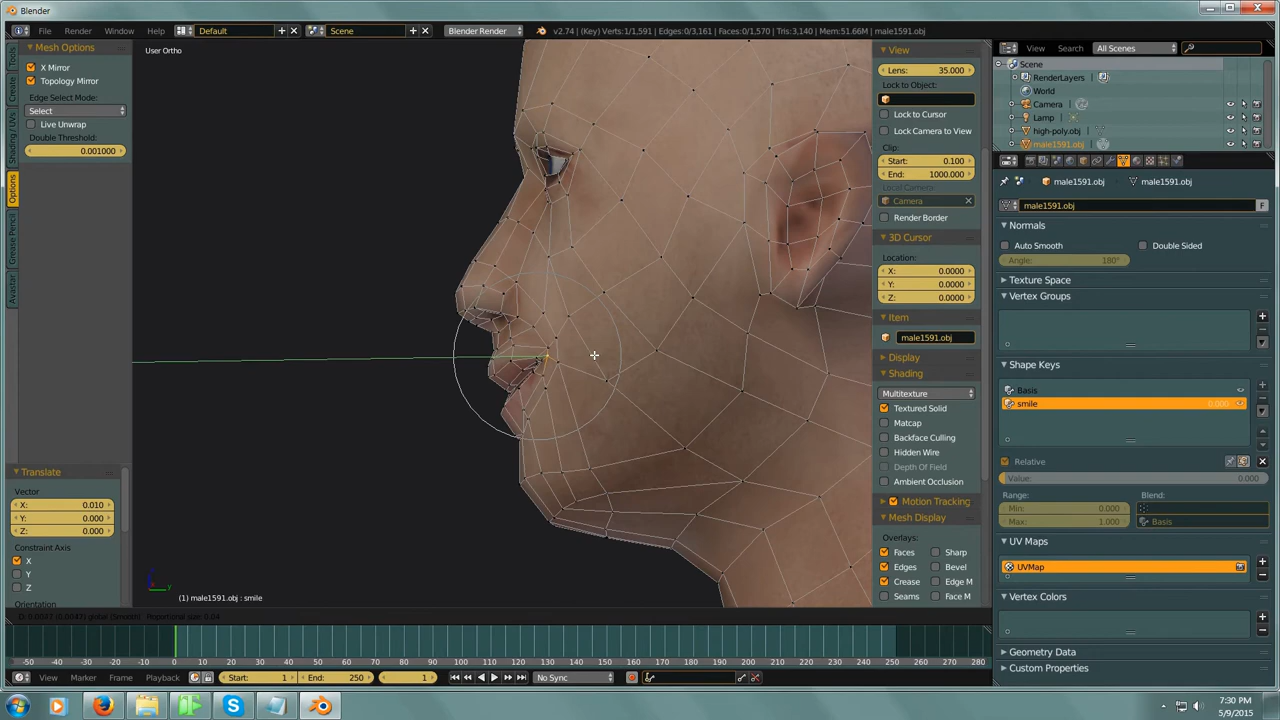 Blender
File Render Window Help Default Scene Blender Render v2.74 | (Key) Verts:1/1,591 | Edges:0/3,161 | Faces:0/1,570 | Tris:3,140 | Mem:51.66M | male1591.obj
Mesh Options
X Mirror
Topology Mirror
Edge Select Mode:
Select
Live Unwrap
Double Threshold:
0.001000
Tools
Create
Shading / UVs
Options
Grease Pencil
Avastar
Translate
Vector
X: 0.010
Y: 0.000
Z: 0.000
Constraint Axis
X
Y
Z
Orientation
User Ortho
(1) male1591.obj : smile
View
Lens: 35.000
Lock to Object:
Lock to Cursor
Lock Camera to View
Clip:
Start: 0.100
End: 1000.000
Local Camera:
Camera
Render Border
3D Cursor
Location:
X: 0.0000
Y: 0.0000
Z: 0.0000
Item
male1591.obj
Display
Shading
Multitexture
Textured Solid
Matcap
Backface Culling
Hidden Wire
Depth Of Field
Ambient Occlusion
Motion Tracking
Mesh Display
Overlays:
Faces Sharp
Edges Bevel
Crease Edge M
Seams Face M
View Search All Scenes
Scene
RenderLayers
World
Camera
Lamp
high-poly.obj
male1591.obj
male1591.obj male1591.obj
male1591.obj F
Normals
Auto Smooth Double Sided
Angle: 180°
Texture Space
Vertex Groups
Shape Keys
Basis
smile 0.000
Relative
Value: 0.000
Range: Blend:
Min: 0.000
Max: 1.000 Basis
UV Maps
UVMap
Vertex Colors
Geometry Data
Custom Properties
-50 -40 -30 -20 -10 0 10 20 30 40 50 60 70 80 90 100 110 120 130 140 150 160 170 180 190 200 210 220 230 240 250 260 270 280
View Marker Frame Playback Start: 1 End: 250 1 No Sync
7:30 PM
5/9/2015